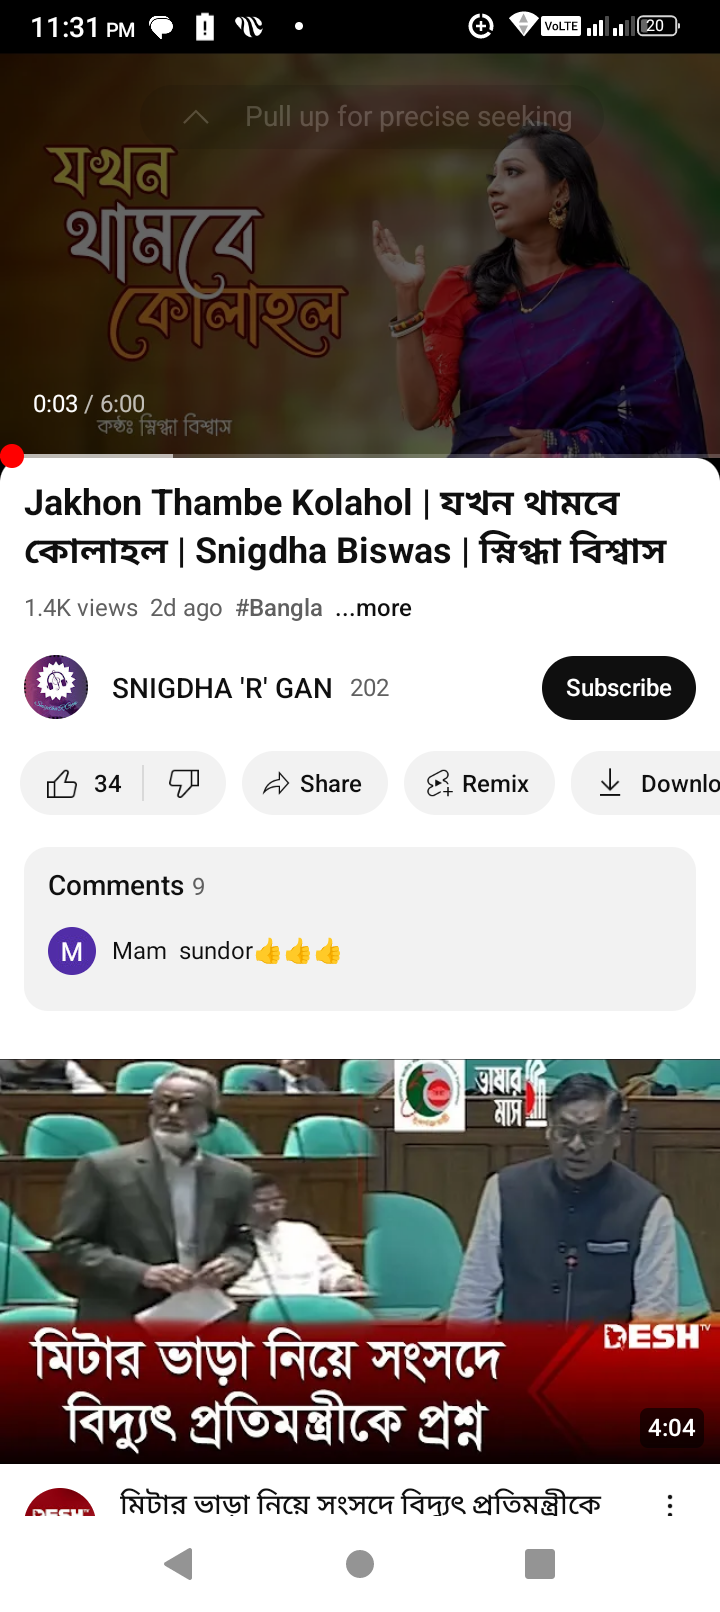 11:31 PM
VoLTE
20
Pull up for precise seeking
যখন
থামবে
কোলাহল
0:03 / 6:00
কণ্ঠঃ স্নিগ্ধা বিশ্বাস
Jakhon Thambe Kolahol | যখন থামবে
কোলাহল | Snigdha Biswas | স্নিগ্ধা বিশ্বাস
1.4K views 2d ago #Bangla ...more
SNIGDHA 'R' GAN 202
Subscribe
34
Share
Remix
Downlo
Comments 9
M
Mam sundor👍👍👍
ভাষার
মাস
DESH TV
মিটার ভাড়া নিয়ে সংসদে
বিদ্যুৎ প্রতিমন্ত্রীকে প্রশ্ন
4:04
DESH
মিটার ভাড়া নিয়ে সংসদে বিদ্যুৎ প্রতিমন্ত্রীকে